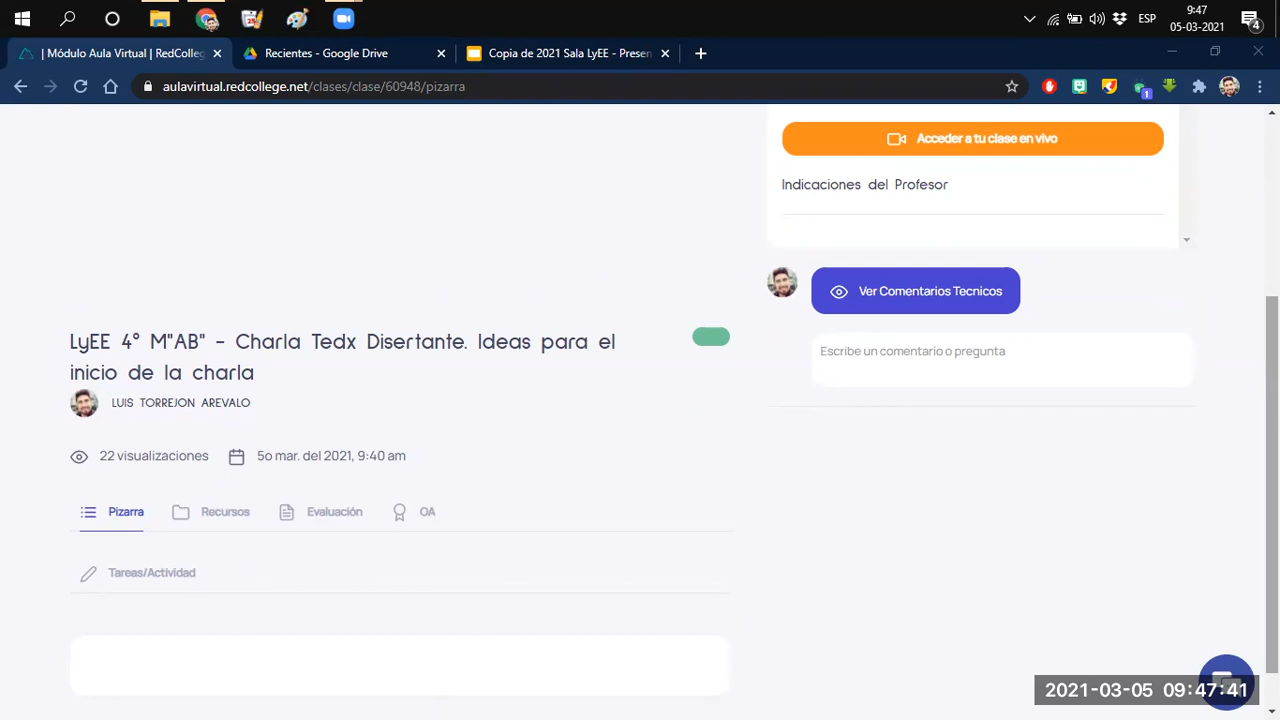 9:47
ESP
05-03-2021
4
| Módulo Aula Virtual | RedColleg
Recientes - Google Drive
Copia de 2021 Sala LyEE - Presen
aulavirtual.redcollege.net/clases/clase/60948/pizarra
1
Acceder a tu clase en vivo
Indicaciones del Profesor
Ver Comentarios Tecnicos
Escribe un comentario o pregunta
LyEE 4° M"AB" - Charla Tedx Disertante. Ideas para el
inicio de la charla
LUIS TORREJON AREVALO
22 visualizaciones
5o mar. del 2021, 9:40 am
Pizarra
Recursos
Evaluación
OA
Tareas/Actividad
2021-03-05 09:47:41